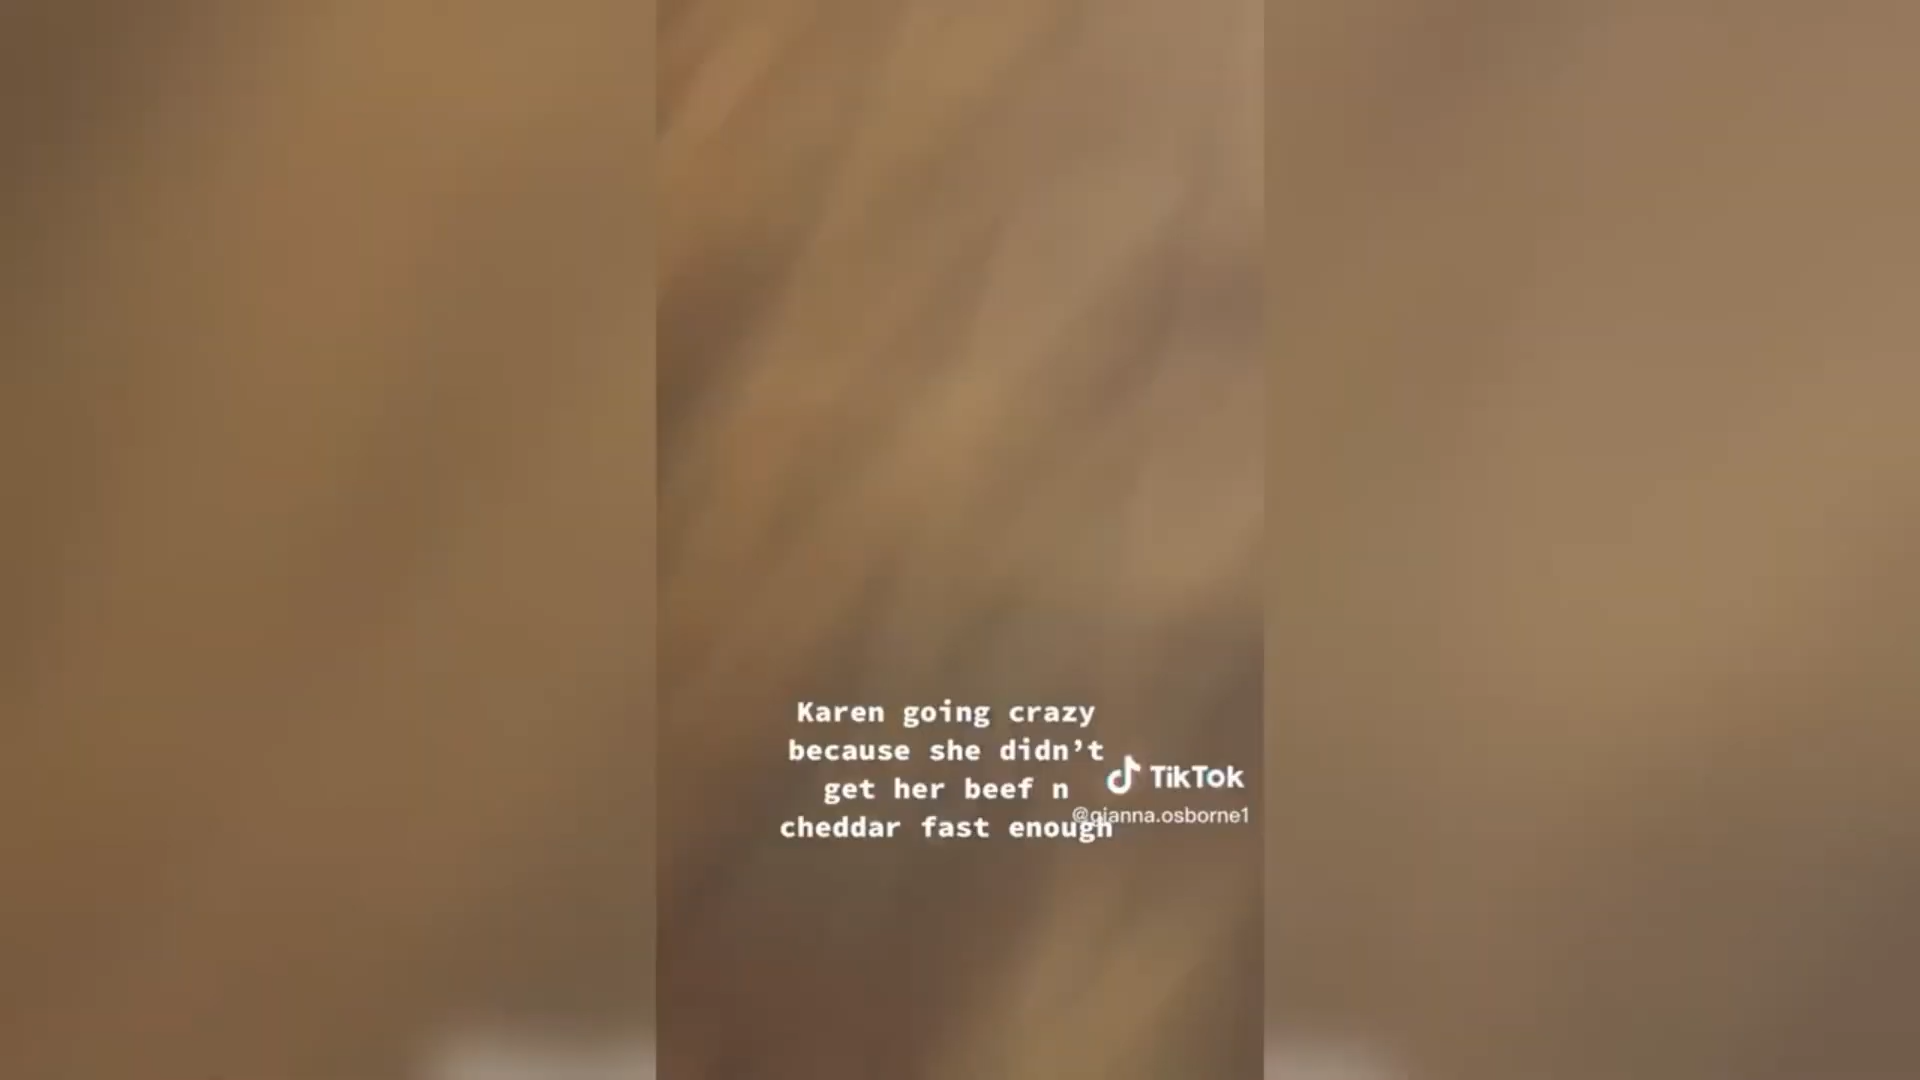 Karen going crazy
because she didn’t
get her beef n
cheddar fast enough
TikTok
@gianna.osborne1